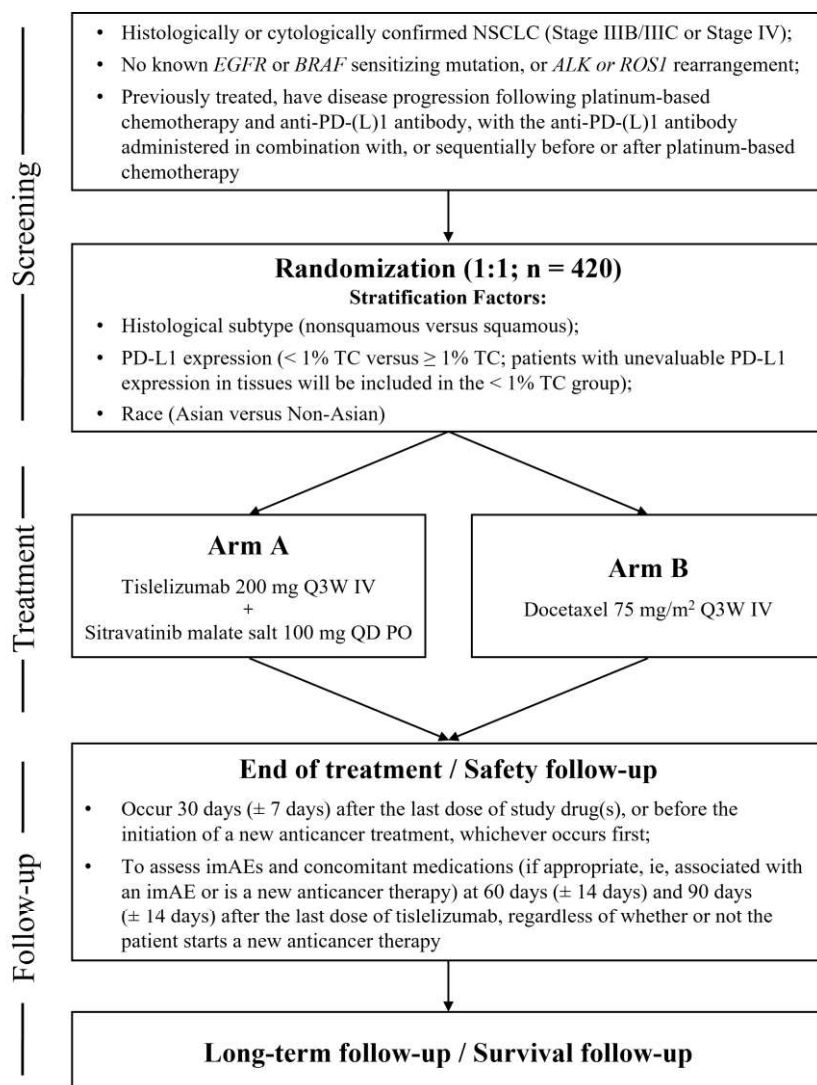 Screening
• Histologically or cytologically confirmed NSCLC (Stage IIIB/IIIC or Stage IV);
• No known EGFR or BRAF sensitizing mutation, or ALK or ROS1 rearrangement;
• Previously treated, have disease progression following platinum-based
chemotherapy and anti-PD-(L)1 antibody, with the anti-PD-(L)1 antibody
administered in combination with, or sequentially before or after platinum-based
chemotherapy
Randomization (1:1; n = 420)
Stratification Factors:
• Histological subtype (nonsquamous versus squamous);
• PD-L1 expression (< 1% TC versus ≥ 1% TC; patients with unevaluable PD-L1
expression in tissues will be included in the < 1% TC group);
• Race (Asian versus Non-Asian)
Treatment
Arm A
Tislelizumab 200 mg Q3W IV
+
Sitravatinib malate salt 100 mg QD PO
Arm B
Docetaxel 75 mg/m² Q3W IV
Follow-up
End of treatment / Safety follow-up
• Occur 30 days (± 7 days) after the last dose of study drug(s), or before the
initiation of a new anticancer treatment, whichever occurs first;
• To assess imAEs and concomitant medications (if appropriate, ie, associated with
an imAE or is a new anticancer therapy) at 60 days (± 14 days) and 90 days
(± 14 days) after the last dose of tislelizumab, regardless of whether or not the
patient starts a new anticancer therapy
Long-term follow-up / Survival follow-up